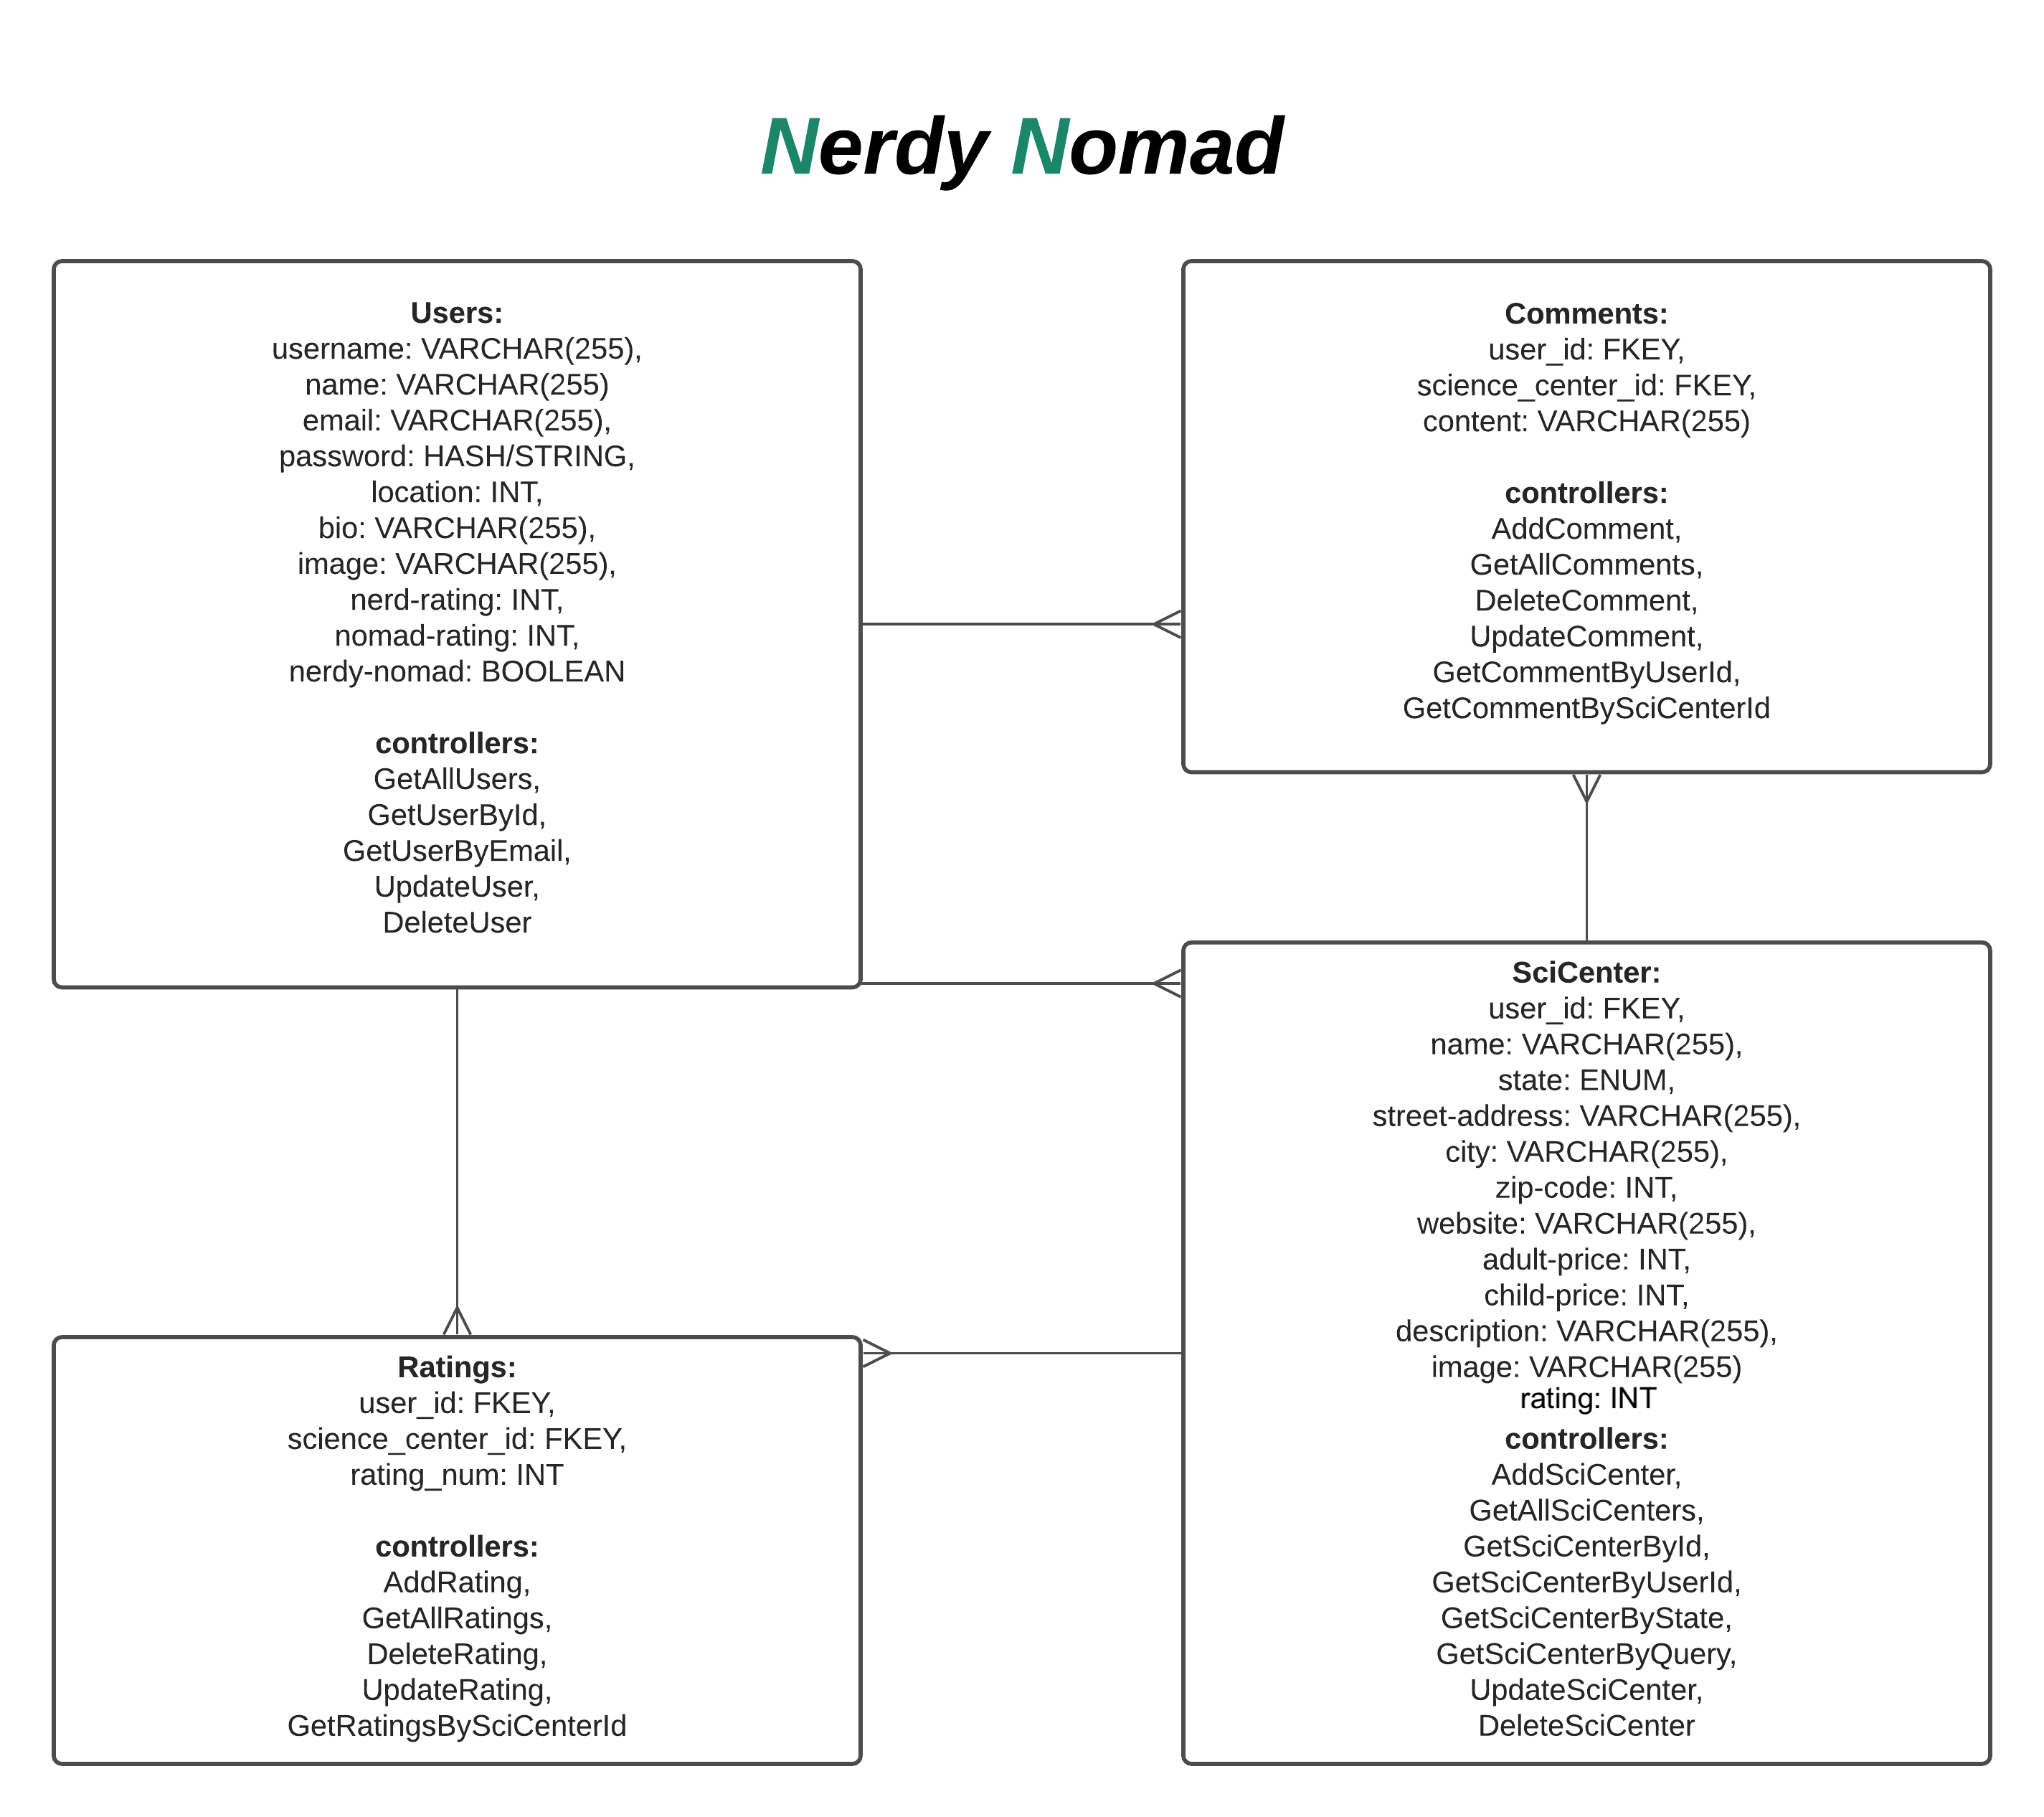 Nerdy Nomad
Users:
username: VARCHAR(255),
name: VARCHAR(255)
email: VARCHAR(255),
password: HASH/STRING,
location: INT,
bio: VARCHAR(255),
image: VARCHAR(255),
nerd-rating: INT,
nomad-rating: INT,
nerdy-nomad: BOOLEAN
controllers:
GetAllUsers,
GetUserById,
GetUserByEmail,
UpdateUser,
DeleteUser
Comments:
user_id: FKEY,
science_center_id: FKEY,
content: VARCHAR(255)
controllers:
AddComment,
GetAllComments,
DeleteComment,
UpdateComment,
GetCommentByUserId,
GetCommentBySciCenterId
Ratings:
user_id: FKEY,
science_center_id: FKEY,
rating_num: INT
controllers:
AddRating,
GetAllRatings,
DeleteRating,
UpdateRating,
GetRatingsBySciCenterId
SciCenter:
user_id: FKEY,
name: VARCHAR(255),
state: ENUM,
street-address: VARCHAR(255),
city: VARCHAR(255),
zip-code: INT,
website: VARCHAR(255),
adult-price: INT,
child-price: INT,
description: VARCHAR(255),
image: VARCHAR(255)
rating: INT
controllers:
AddSciCenter,
GetAllSciCenters,
GetSciCenterById,
GetSciCenterByUserId,
GetSciCenterByState,
GetSciCenterByQuery,
UpdateSciCenter,
DeleteSciCenter